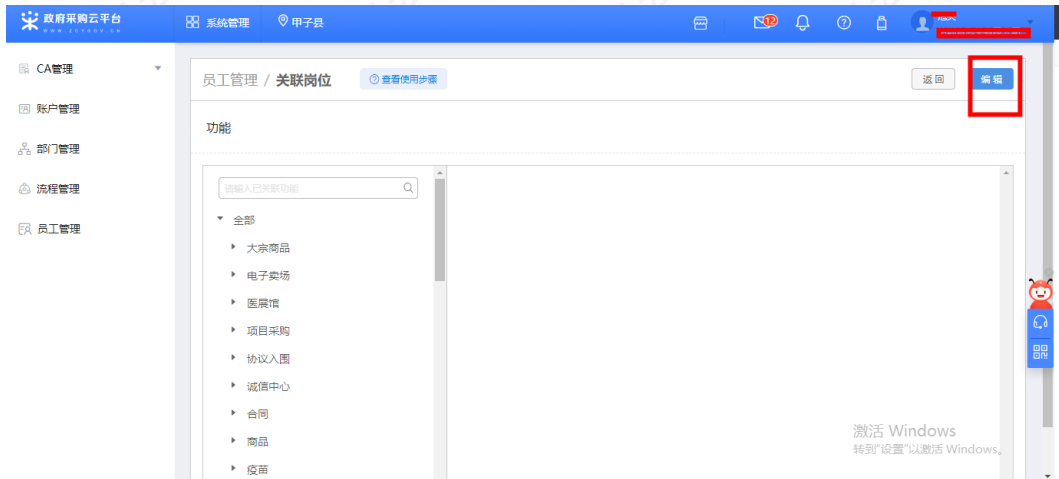 政府采购云平台
WWW.ZCYGOV.CN
系统管理
甲子县
12
CA管理
账户管理
部门管理
流程管理
员工管理
员工管理 / 关联岗位
查看使用步骤
返回
编辑
功能
请输入已关联功能
全部
大宗商品
电子卖场
医展馆
项目采购
协议入围
诚信中心
合同
商品
疫苗
激活 Windows
转到"设置"以激活 Windows。